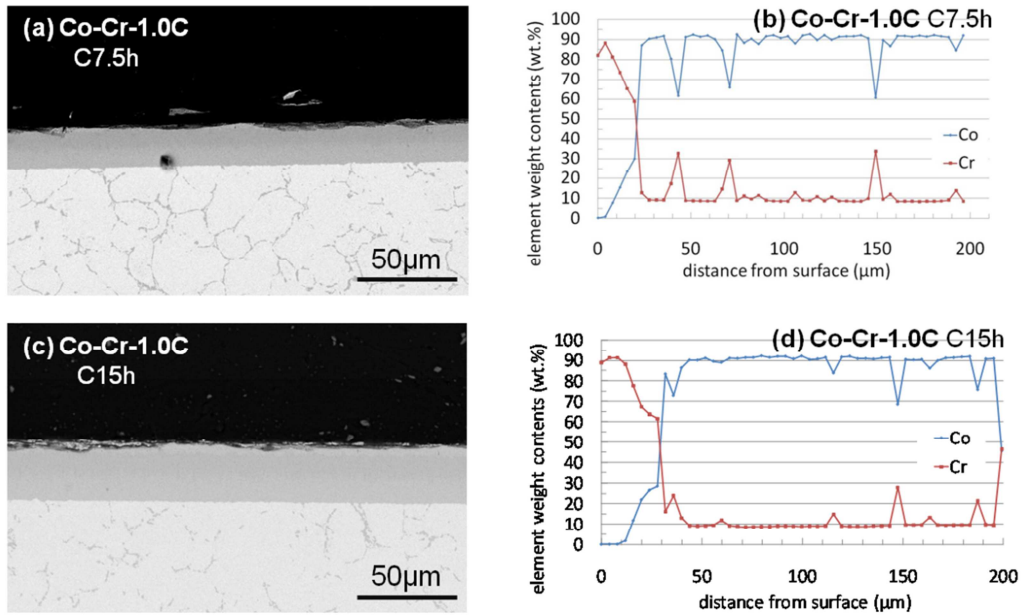 (a) Co-Cr-1.0C
C7.5h
50μm
(b) Co-Cr-1.0C C7.5h
element weight contents (wt.%)
100
90
80
70
60
50
40
30
20
10
0
Co
Cr
0 50 100 150 200
distance from surface (μm)
(c) Co-Cr-1.0C
C15h
50μm
(d) Co-Cr-1.0C C15h
element weight contents (wt.%)
100
90
80
70
60
50
40
30
20
10
0
Co
Cr
0 50 100 150 200
distance from surface (μm)